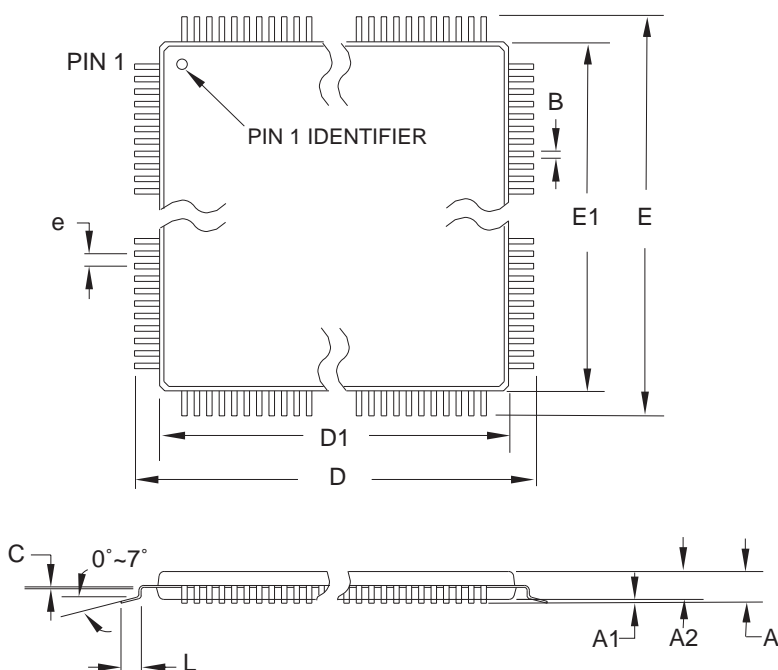 PIN 1
PIN 1 IDENTIFIER
B
e
E1
E
D1
D
C
0°~7°
L
A1
A2
A